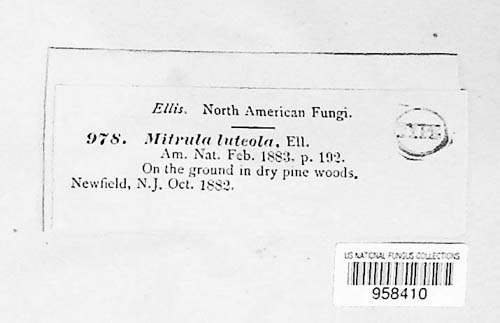 Ellis. North American Fungi.
978. Mitrula luteola, Ell.
Am. Nat. Feb. 1883. p. 192.
On the ground in dry pine woods.
Newfield, N.J. Oct. 1882.
US NATIONAL FUNGUS COLLECTIONS
958410